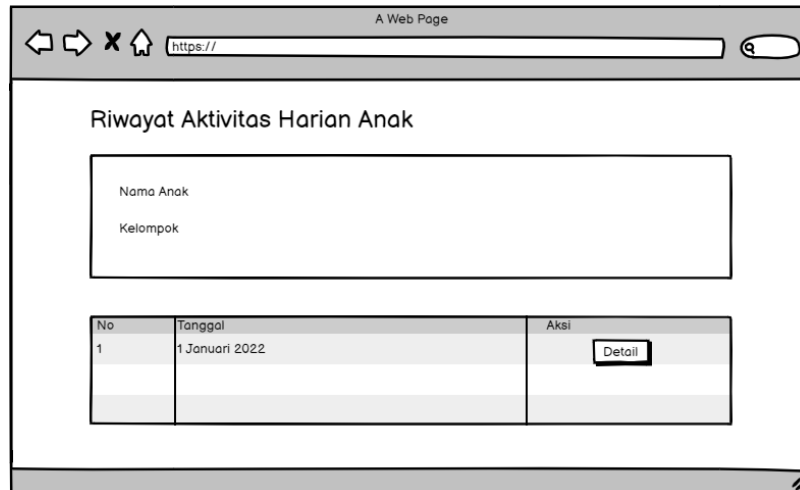 A Web Page
https://
Riwayat Aktivitas Harian Anak
Nama Anak
Kelompok
No Tanggal Aksi
1 1 Januari 2022 Detail